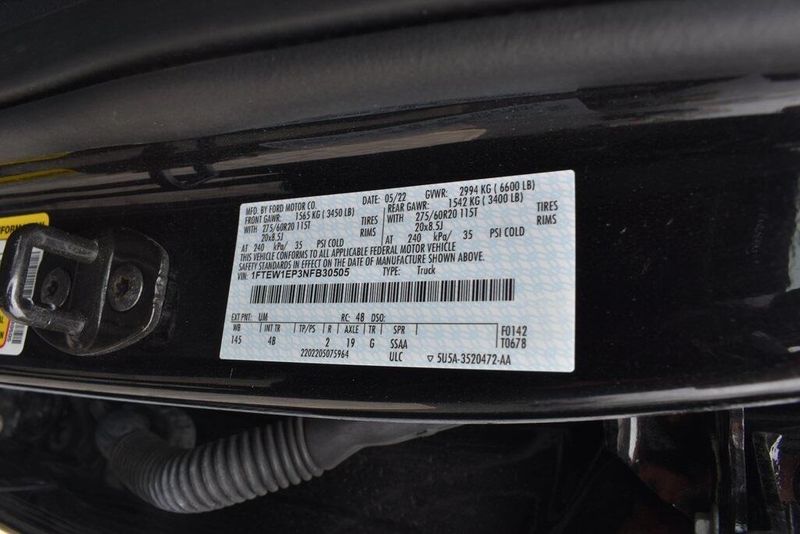 MFD. BY FORD MOTOR CO. DATE: 05/22 GVWR: 2994 KG ( 6600 LB)
FRONT GAWR: 1565 KG ( 3450 LB) REAR GAWR: 1542 KG ( 3400 LB)
WITH 275/60R20 115T TIRES WITH 275/60R20 115T TIRES
20x8.5J RIMS 20x8.5J RIMS
AT 240 kPa/ 35 PSI COLD AT 240 kPa/ 35 PSI COLD
THIS VEHICLE CONFORMS TO ALL APPLICABLE FEDERAL MOTOR VEHICLE
SAFETY STANDARDS IN EFFECT ON THE DATE OF MANUFACTURE SHOWN ABOVE.
VIN: 1FTEW1EP3NFB30505 TYPE: Truck
EXT PNT: UM RC: 48 DSO:
WB INT TR TP/PS R AXLE TR SPR F0142
145 4B 2 19 G SSAA T0678
2202205075964 ULC ▽ 5U5A-3520472-AA